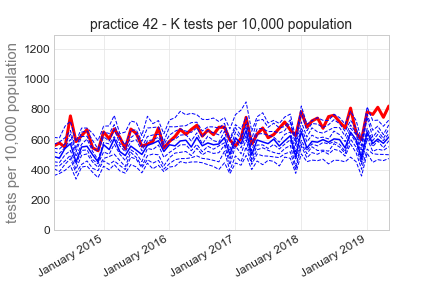 practice 42 - K tests per 10,000 population
tests per 10,000 population
1200
1000
800
600
400
200
0
January 2015
January 2016
January 2017
January 2018
January 2019